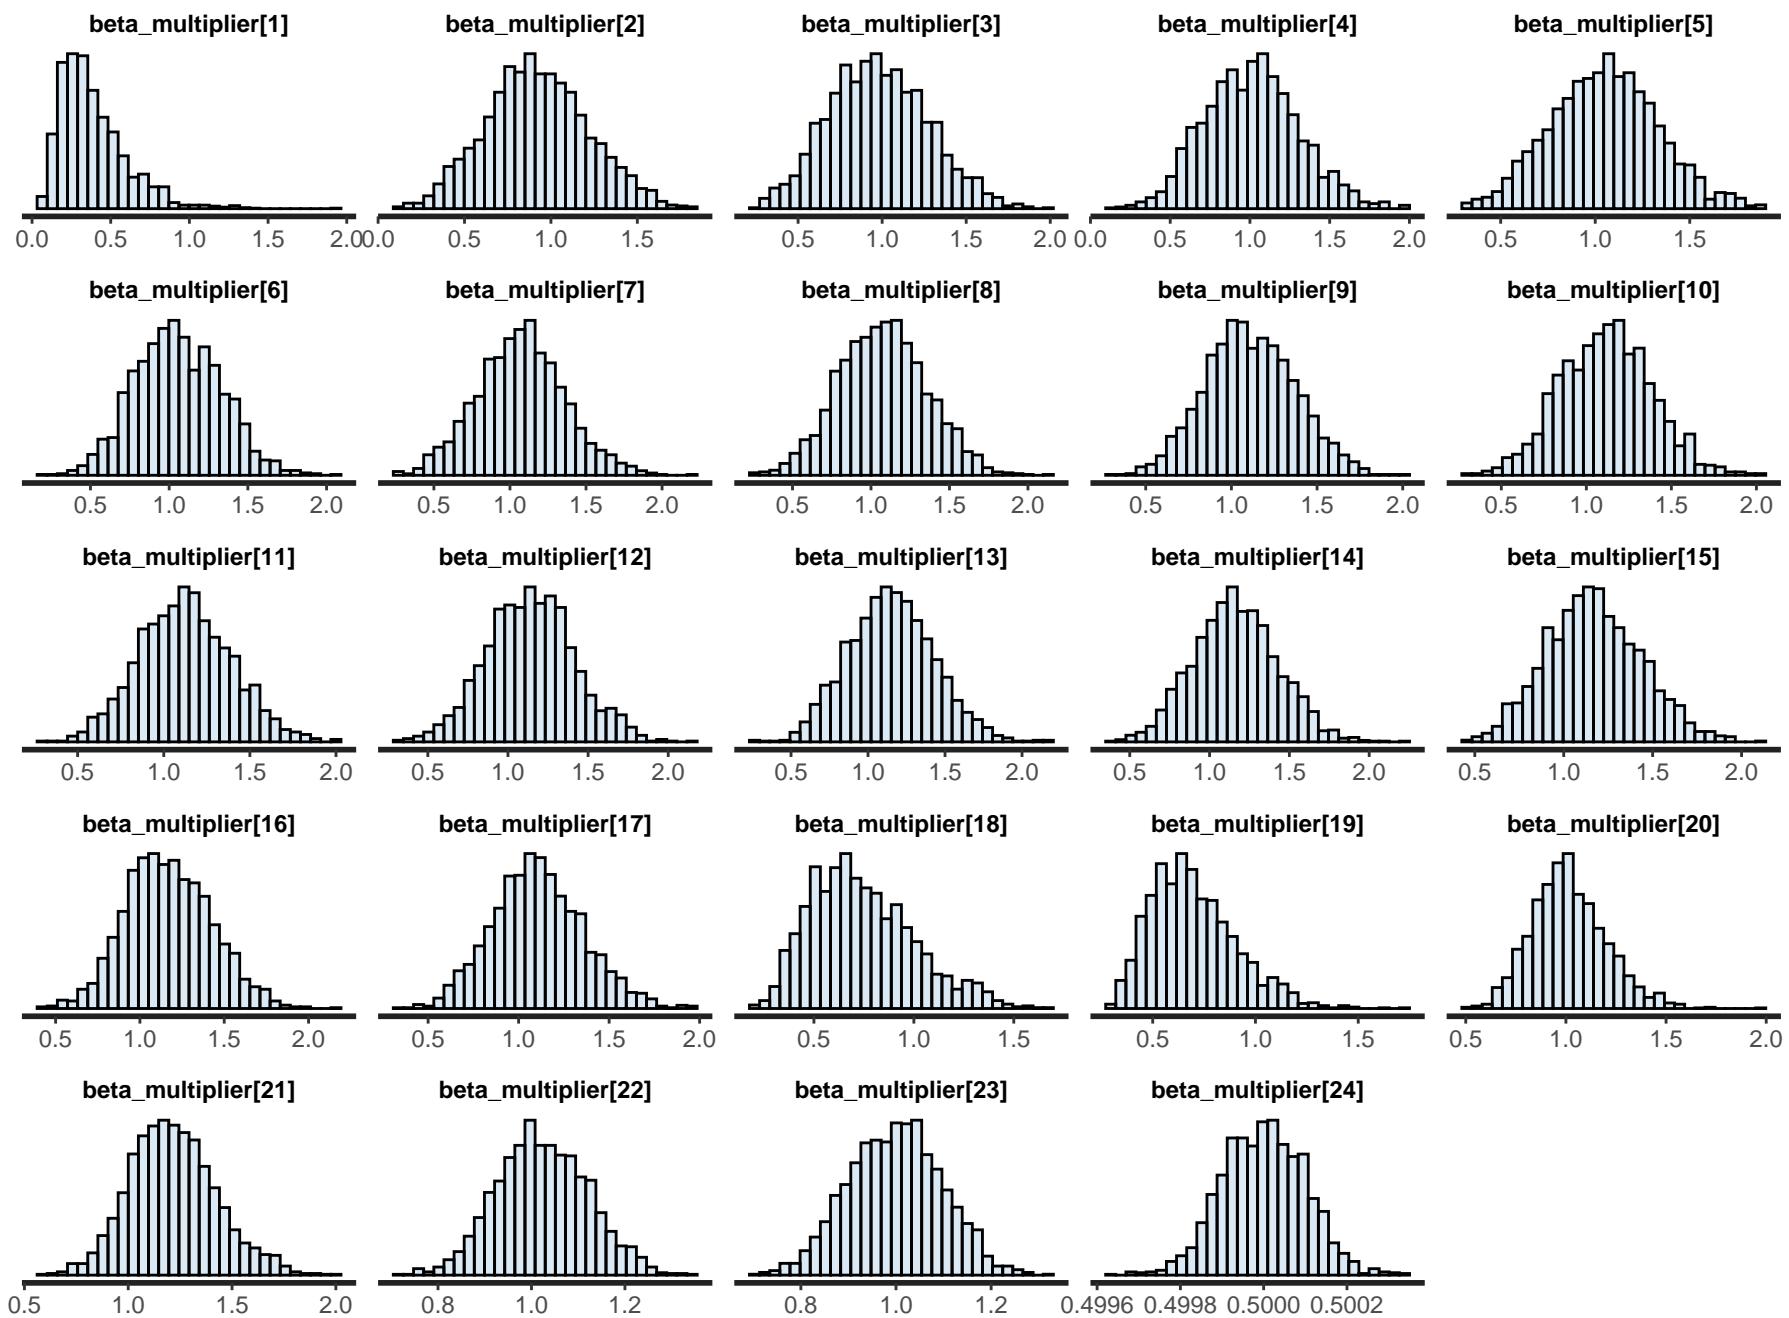 beta_multiplier[1] beta_multiplier[2] beta_multiplier[3] beta_multiplier[4] beta_multiplier[5]
0.0 0.5 1.0 1.5 2.0 0.0 0.5 1.0 1.5 0.5 1.0 1.5 2.0 0.0 0.5 1.0 1.5 2.0 0.5 1.0 1.5
beta_multiplier[6] beta_multiplier[7] beta_multiplier[8] beta_multiplier[9] beta_multiplier[10]
0.5 1.0 1.5 2.0 0.5 1.0 1.5 2.0 0.5 1.0 1.5 2.0 0.5 1.0 1.5 2.0 0.5 1.0 1.5 2.0
beta_multiplier[11] beta_multiplier[12] beta_multiplier[13] beta_multiplier[14] beta_multiplier[15]
0.5 1.0 1.5 2.0 0.5 1.0 1.5 2.0 0.5 1.0 1.5 2.0 0.5 1.0 1.5 2.0 0.5 1.0 1.5 2.0
beta_multiplier[16] beta_multiplier[17] beta_multiplier[18] beta_multiplier[19] beta_multiplier[20]
0.5 1.0 1.5 2.0 0.5 1.0 1.5 2.0 0.5 1.0 1.5 0.5 1.0 1.5 0.5 1.0 1.5 2.0
beta_multiplier[21] beta_multiplier[22] beta_multiplier[23] beta_multiplier[24]
0.5 1.0 1.5 2.0 0.8 1.0 1.2 0.8 1.0 1.2 0.4996 0.4998 0.5000 0.5002